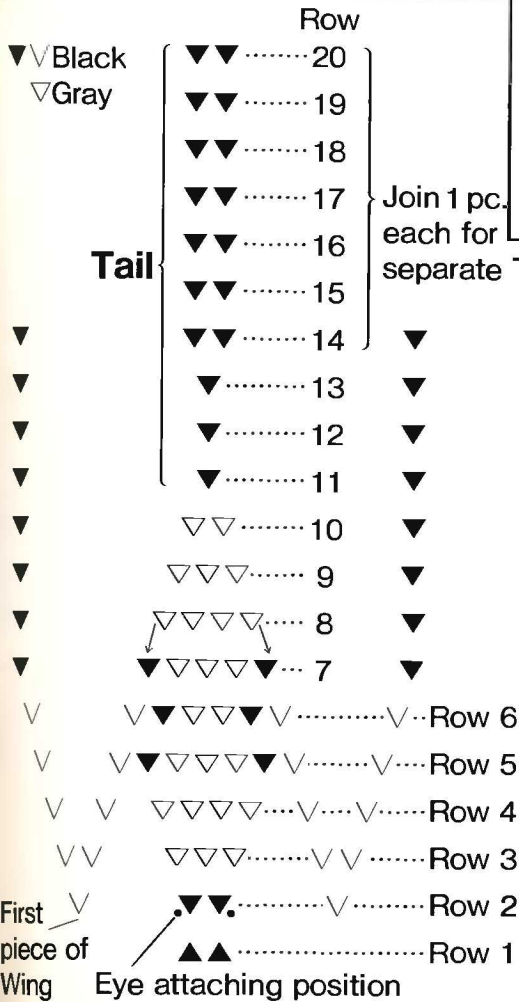 Row
▼∨Black
▽Gray
▼▼········20
▼▼········19
▼▼········18
▼▼········17
▼▼········16
▼▼········15
▼▼········14
▼··········13
▼··········12
▼··········11
▽▽········10
▽▽▽······9
▽▽▽▽·····8
▼▽▽▽▼···7
Tail
Join 1 pc.
each for
separate
∨ ∨▼▽▽▼∨···········∨··Row 6
∨ ∨▼▽▽▽▼∨·········∨····Row 5
∨ ∨ ▽▽▽▽····∨····∨······Row 4
∨∨ ▽▽▽·········∨∨·······Row 3
∨ ▼▼··············∨···········Row 2
▲▲························Row 1
First
piece of
Wing
Eye attaching position